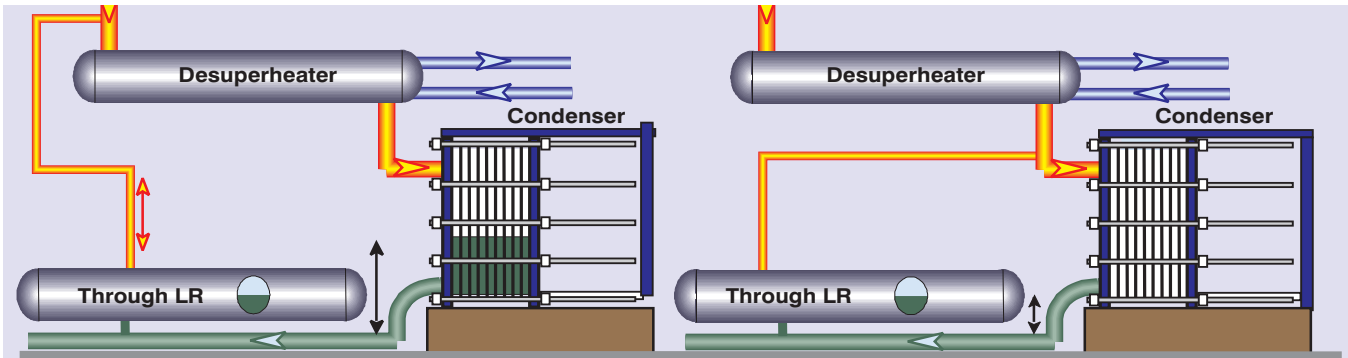 Desuperheater
Condenser
Through LR
Desuperheater
Condenser
Through LR